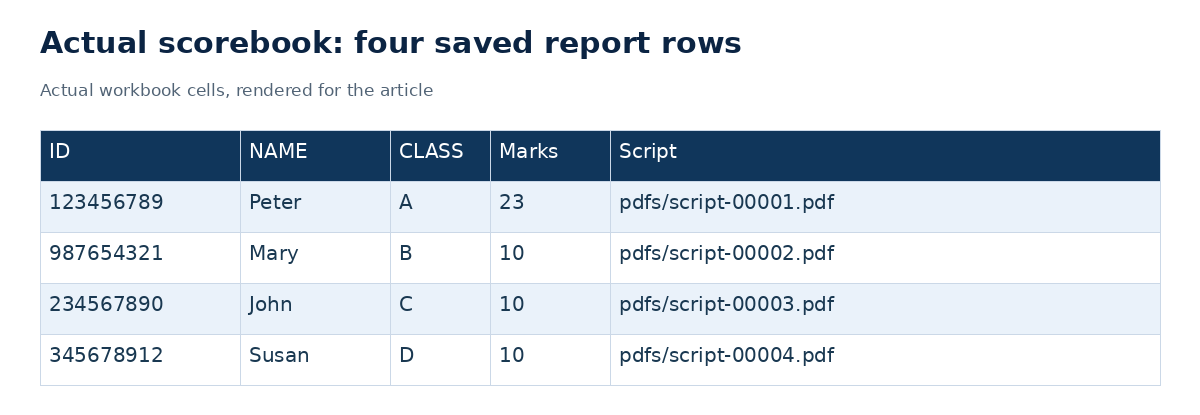 Actual scorebook: four saved report rows
Actual workbook cells, rendered for the article
ID NAME CLASS Marks Script
123456789 Peter A 23 pdfs/script-00001.pdf
987654321 Mary B 10 pdfs/script-00002.pdf
234567890 John C 10 pdfs/script-00003.pdf
345678912 Susan D 10 pdfs/script-00004.pdf